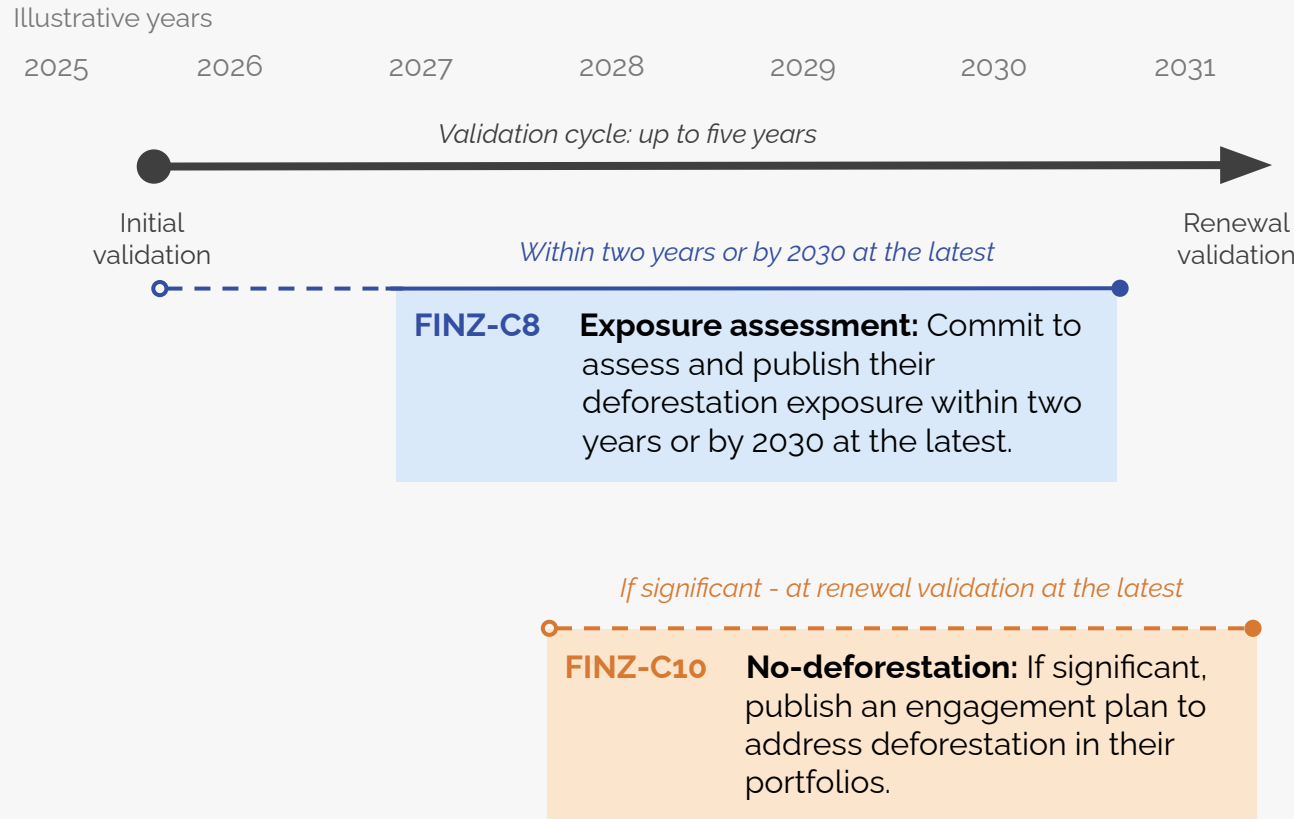 Illustrative years
2025 2026 2027 2028 2029 2030 2031
Validation cycle: up to five years
Initial
validation
Renewal
validation
Within two years or by 2030 at the latest
FINZ-C8 Exposure assessment: Commit to
assess and publish their
deforestation exposure within two
years or by 2030 at the latest.
If significant - at renewal validation at the latest
FINZ-C10 No-deforestation: If significant,
publish an engagement plan to
address deforestation in their
portfolios.